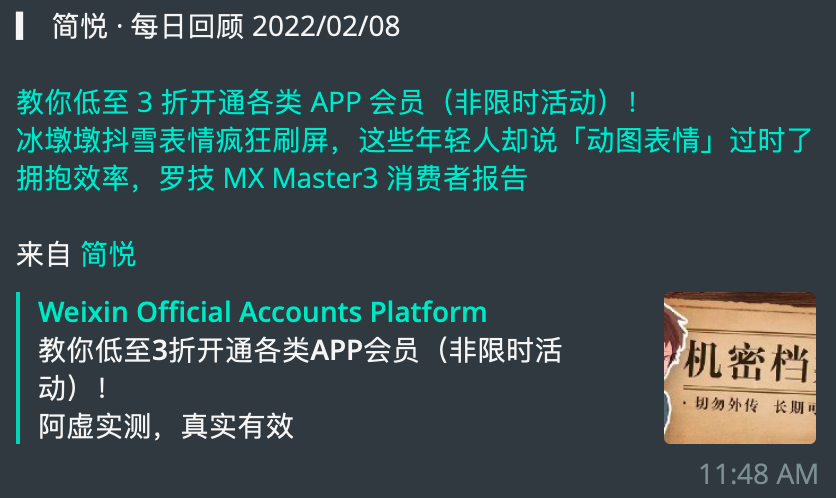 简悦 · 每日回顾 2022/02/08
教你低至 3 折开通各类 APP 会员（非限时活动）！
冰墩墩抖雪表情疯狂刷屏，这些年轻人却说「动图表情」过时了
拥抱效率，罗技 MX Master3 消费者报告
来自 简悦
Weixin Official Accounts Platform
教你低至3折开通各类APP会员（非限时活
动）！
阿虚实测，真实有效
机密档
· 切勿外传 长期
11:48 AM